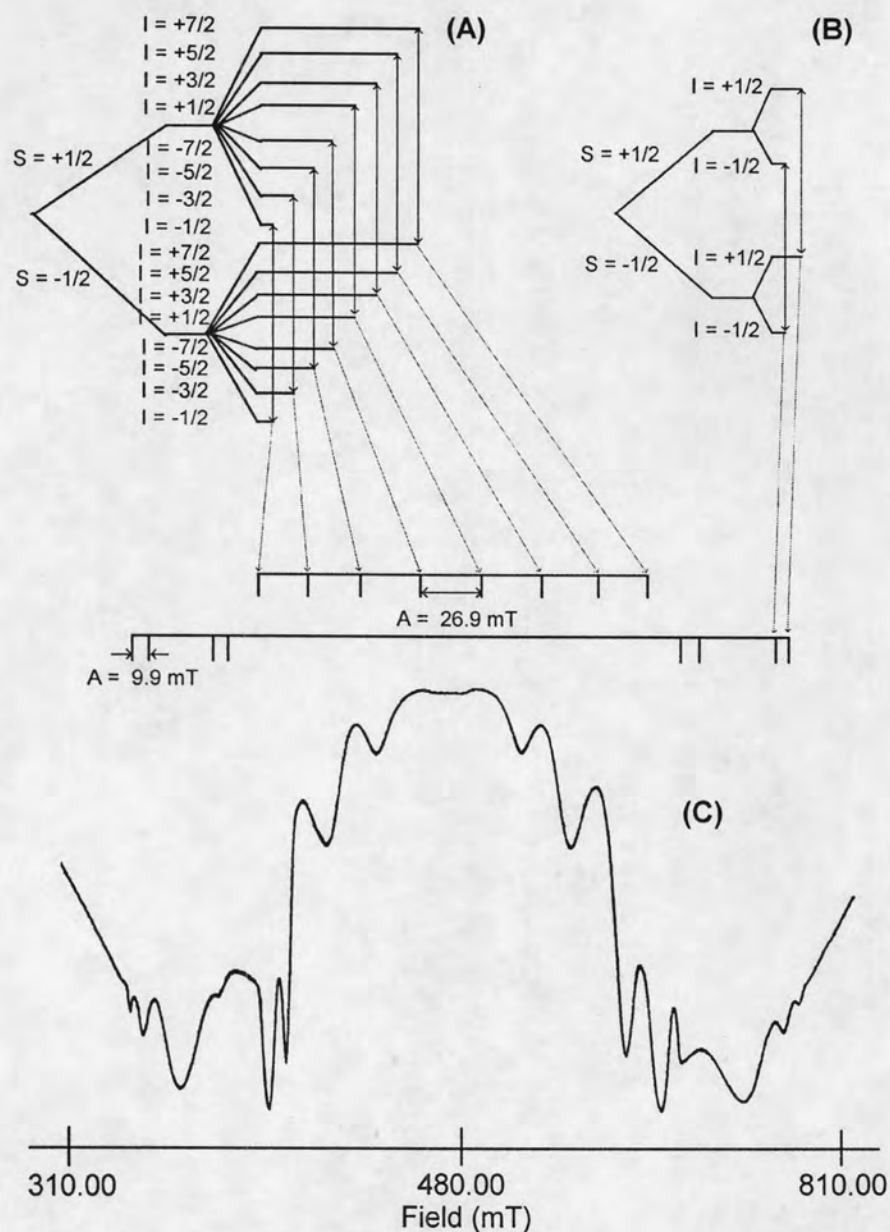 (A)
I = +7/2
I = +5/2
I = +3/2
I = +1/2
S = +1/2
I = -7/2
I = -5/2
I = -3/2
I = -1/2
I = +7/2
S = -1/2
I = +5/2
I = +3/2
I = +1/2
I = -7/2
I = -5/2
I = -3/2
I = -1/2
(B)
I = +1/2
S = +1/2
I = -1/2
S = -1/2
I = +1/2
I = -1/2
A = 26.9 mT
A = 9.9 mT
(C)
310.00 480.00 810.00
Field (mT)